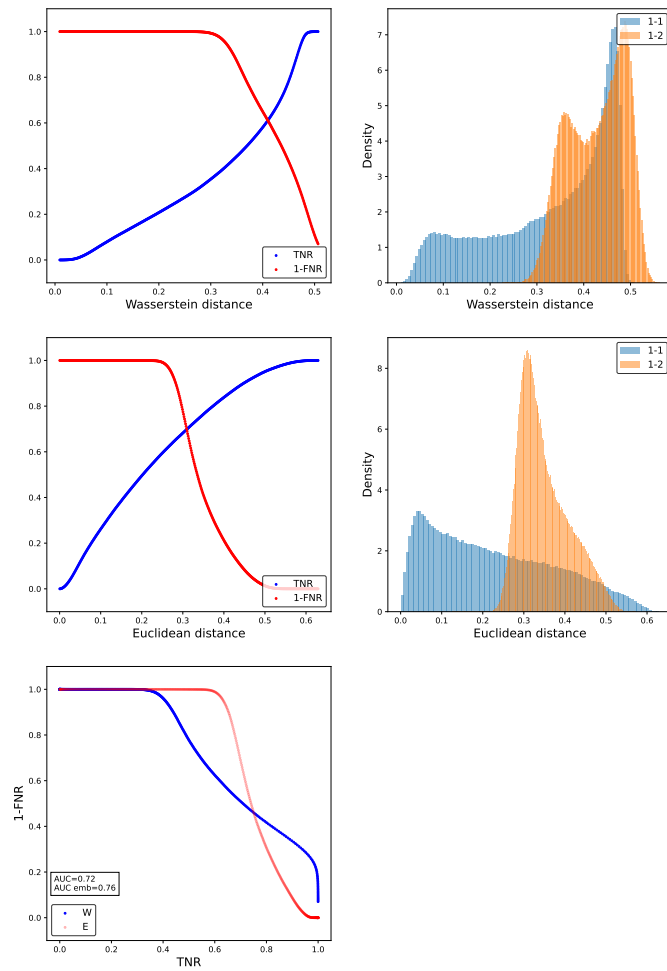 1.0
0.8
0.6
0.4
0.2
0.0
0.0 0.1 0.2 0.3 0.4 0.5
Wasserstein distance
TNR
1-FNR
Density
7
6
5
4
3
2
1
0
0.0 0.1 0.2 0.3 0.4 0.5
Wasserstein distance
1-1
1-2
1.0
0.8
0.6
0.4
0.2
0.0
0.0 0.1 0.2 0.3 0.4 0.5 0.6
Euclidean distance
TNR
1-FNR
Density
8
6
4
2
0
0.0 0.1 0.2 0.3 0.4 0.5 0.6
Euclidean distance
1-1
1-2
1-FNR
1.0
0.8
0.6
0.4
0.2
0.0
AUC=0.72
AUC emb=0.76
W
E
0.0 0.2 0.4 0.6 0.8 1.0
TNR